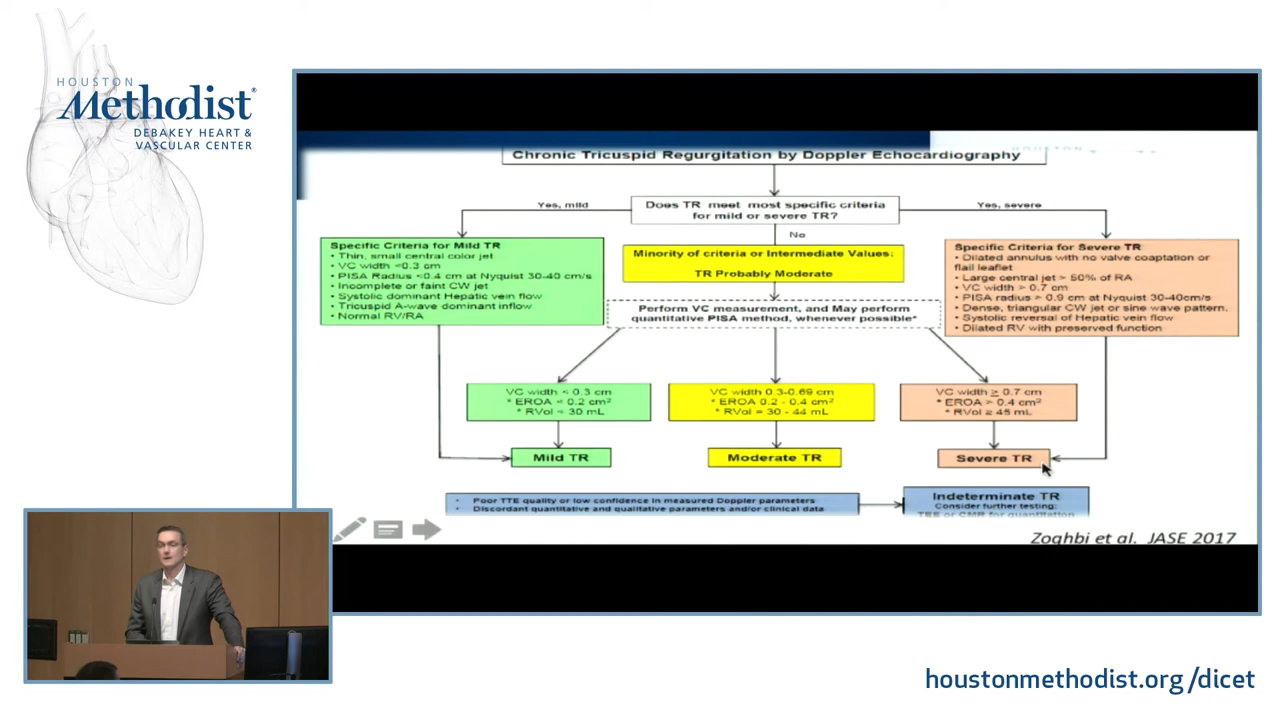 HOUSTON
Methodist®
DEBAKEY HEART &
VASCULAR CENTER
Chronic Tricuspid Regurgitation by Doppler Echocardiography
Yes, mild
Does TR meet most specific criteria
for mild or severe TR?
Yes, severe
No
Specific Criteria for Mild TR
• Thin, small central color jet
• VC width <0.3 cm
• PISA Radius <0.4 cm at Nyquist 30-40 cm/s
• Incomplete or faint CW jet
• Systolic dominant Hepatic vein flow
• Tricuspid A-wave dominant inflow
• Normal RV/RA
Minority of criteria or Intermediate Values:
TR Probably Moderate
Specific Criteria for Severe TR
• Dilated annulus with no valve coaptation or
flail leaflet
• Large central jet > 50% of RA
• VC width > 0.7 cm
• PISA radius > 0.9 cm at Nyquist 30-40cm/s
• Dense, triangular CW jet or sine wave pattern.
• Systolic reversal of Hepatic vein flow
• Dilated RV with preserved function
Perform VC measurement, and May perform
quantitative PISA method, whenever possible*
VC width < 0.3 cm
* EROA < 0.2 cm²
* RVol < 30 mL
VC width 0.3-0.69 cm
* EROA 0.2 - 0.4 cm²
* RVol = 30 - 44 mL
VC width ≥ 0.7 cm
* EROA > 0.4 cm²
* RVol ≥ 45 mL
Mild TR
Moderate TR
Severe TR
• Poor TTE quality or low confidence in measured Doppler parameters
• Discordant quantitative and qualitative parameters and/or clinical data
Indeterminate TR
Consider further testing:
TEE or CMR for quantitation
Zoghbi et al. JASE 2017
houstonmethodist.org/dicet